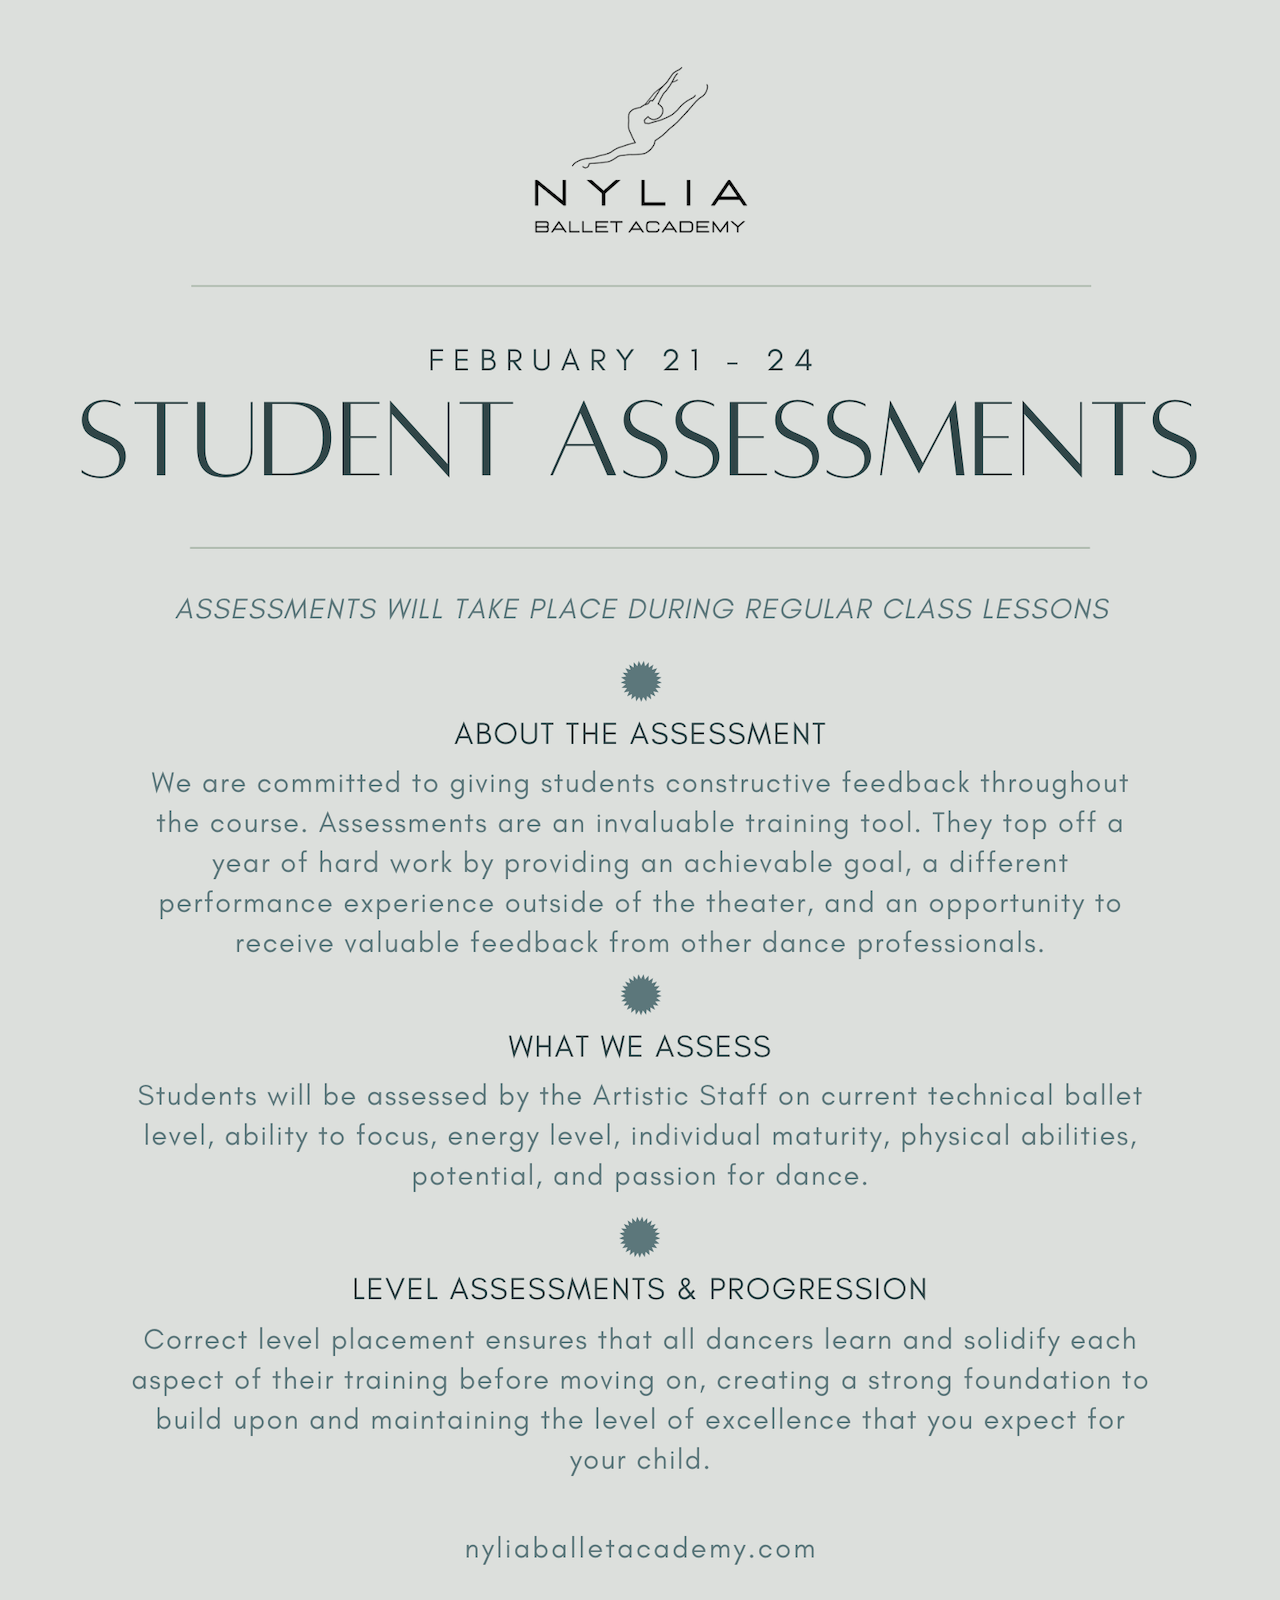 NYLIA
BALLET ACADEMY
FEBRUARY 21 - 24
STUDENT ASSESSMENTS
ASSESSMENTS WILL TAKE PLACE DURING REGULAR CLASS LESSONS
ABOUT THE ASSESSMENT
We are committed to giving students constructive feedback throughout
the course. Assessments are an invaluable training tool. They top off a
year of hard work by providing an achievable goal, a different
performance experience outside of the theater, and an opportunity to
receive valuable feedback from other dance professionals.
WHAT WE ASSESS
Students will be assessed by the Artistic Staff on current technical ballet
level, ability to focus, energy level, individual maturity, physical abilities,
potential, and passion for dance.
LEVEL ASSESSMENTS & PROGRESSION
Correct level placement ensures that all dancers learn and solidify each
aspect of their training before moving on, creating a strong foundation to
build upon and maintaining the level of excellence that you expect for
your child.
nyliaballetacademy.com